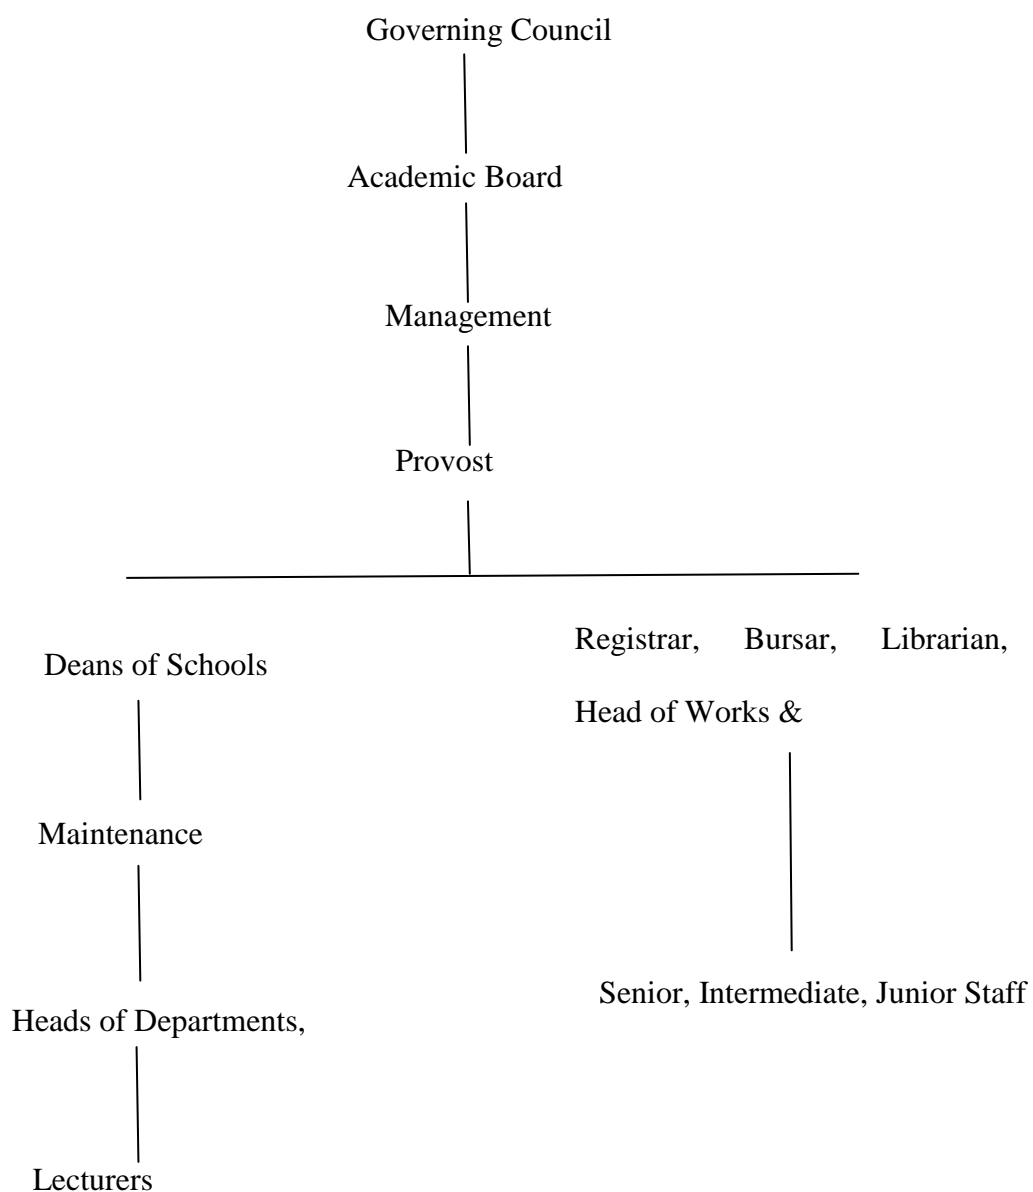 Governing Council
Academic Board
Management
Provost
Deans of Schools
Registrar, Bursar, Librarian,
Head of Works &
Maintenance
Heads of Departments,
Senior, Intermediate, Junior Staff
Lecturers